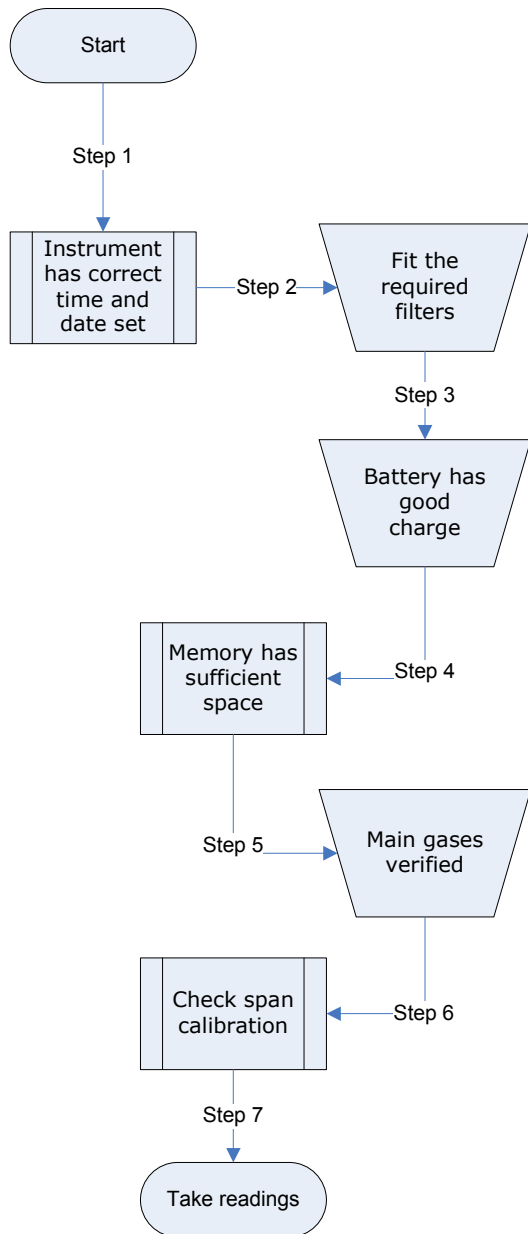 Start
Step 1
Instrument
has correct
time and
date set
Step 2
Fit the
required
filters
Step 3
Battery has
good
charge
Step 4
Memory has
sufficient
space
Step 5
Main gases
verified
Step 6
Check span
calibration
Step 7
Take readings